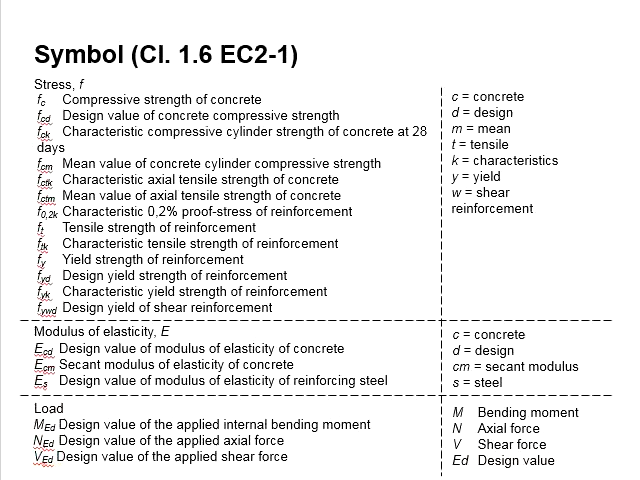 Symbol (Cl. 1.6 EC2-1)
Stress, f
fc Compressive strength of concrete
fcd Design value of concrete compressive strength
fck Characteristic compressive cylinder strength of concrete at 28
days
fcm Mean value of concrete cylinder compressive strength
fctk Characteristic axial tensile strength of concrete
fctm Mean value of axial tensile strength of concrete
f0,2k Characteristic 0,2% proof-stress of reinforcement
ft Tensile strength of reinforcement
ftk Characteristic tensile strength of reinforcement
fy Yield strength of reinforcement
fyd Design yield strength of reinforcement
fyk Characteristic yield strength of reinforcement
fywd Design yield of shear reinforcement
c = concrete
d = design
m = mean
t = tensile
k = characteristics
y = yield
w = shear
reinforcement
Modulus of elasticity, E
Ecd Design value of modulus of elasticity of concrete
Ecm Secant modulus of elasticity of concrete
Es Design value of modulus of elasticity of reinforcing steel
c = concrete
d = design
cm = secant modulus
s = steel
Load
MEd Design value of the applied internal bending moment
NEd Design value of the applied axial force
VEd Design value of the applied shear force
M Bending moment
N Axial force
V Shear force
Ed Design value